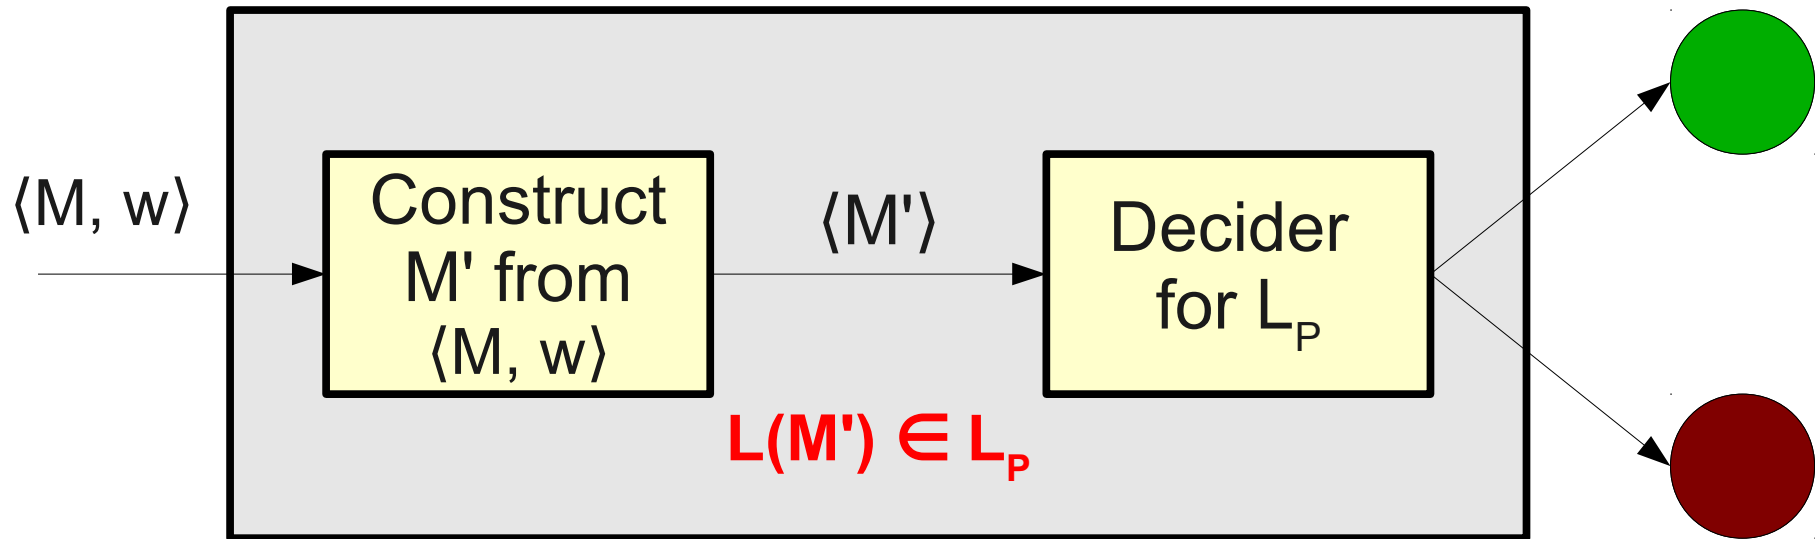 ⟨M, w⟩
Construct
M' from
⟨M, w⟩
⟨M'⟩
Decider
for L_P
L(M') ∈ L_P